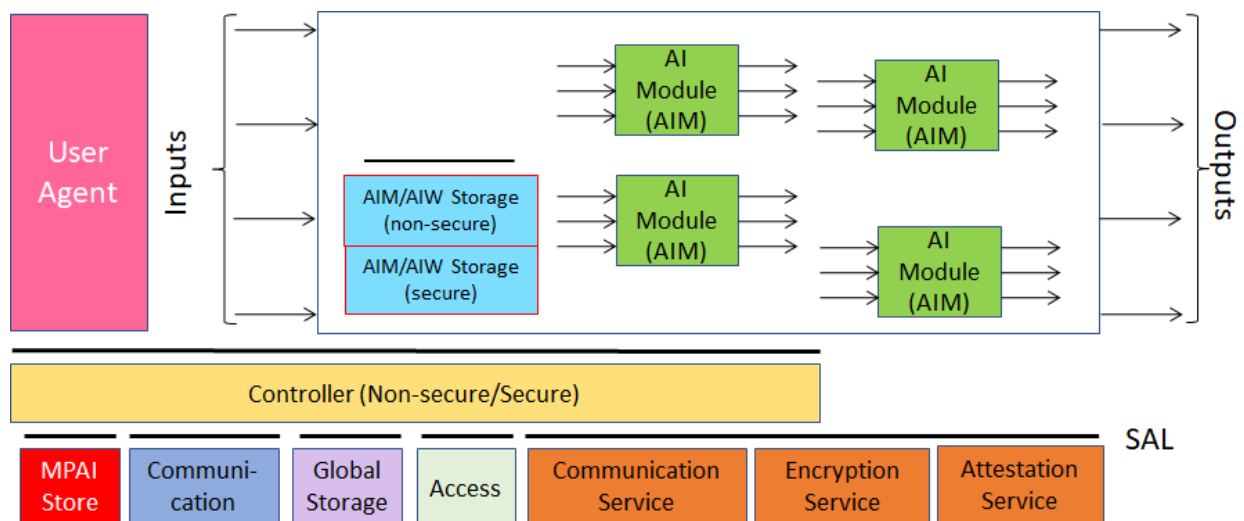 User
Agent
Inputs
AI
Module
(AIM)
AI
Module
(AIM)
AIM/AIW Storage
(non-secure)
AIM/AIW Storage
(secure)
AI
Module
(AIM)
AI
Module
(AIM)
Outputs
Controller (Non-secure/Secure)
SAL
MPAI
Store
Communi-
cation
Global
Storage
Access
Communication
Service
Encryption
Service
Attestation
Service